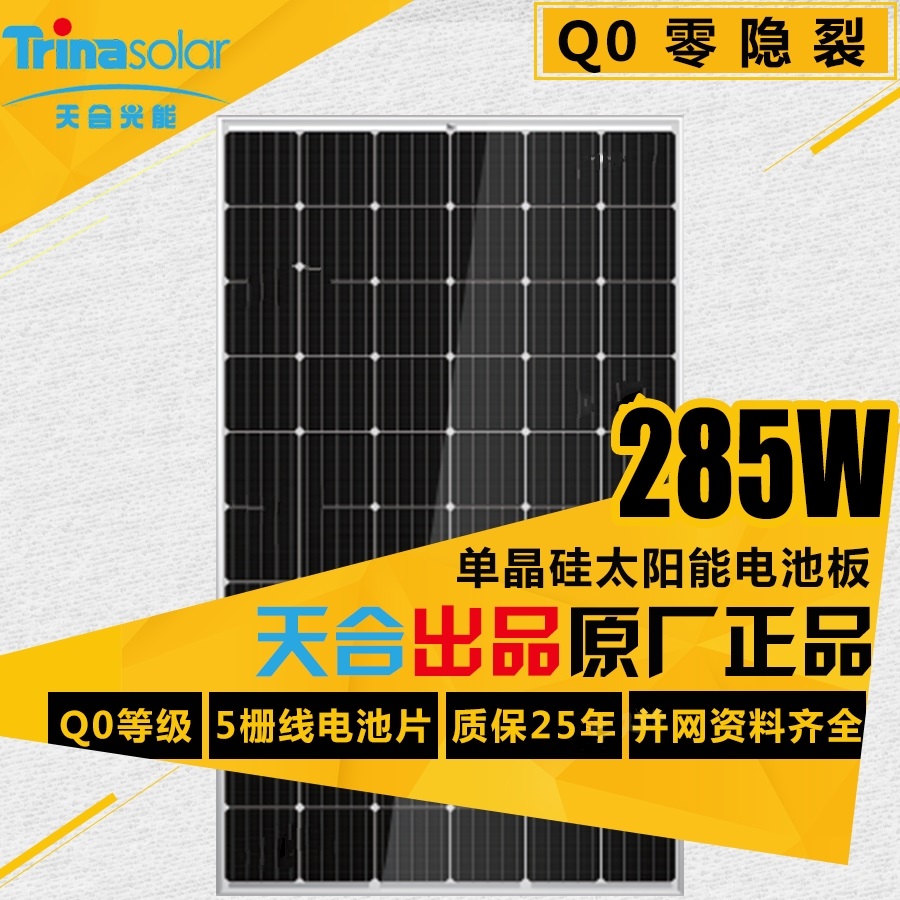 Trinasolar
天合光能
Q0 零隐裂
285W
单晶硅太阳能电池板
天合出品原厂正品
Q0等级 5栅线电池片 质保25年 并网资料齐全